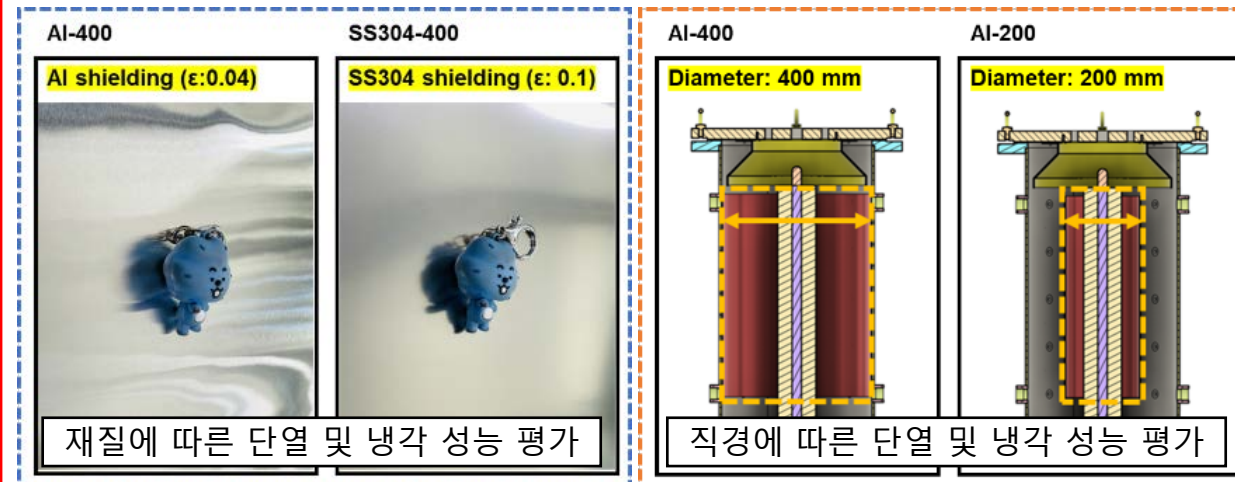 Al-400
SS304-400
Al-400
Al-200
Al shielding (ε:0.04)
SS304 shielding (ε: 0.1)
Diameter: 400 mm
Diameter: 200 mm
재질에 따른 단열 및 냉각 성능 평가
직경에 따른 단열 및 냉각 성능 평가